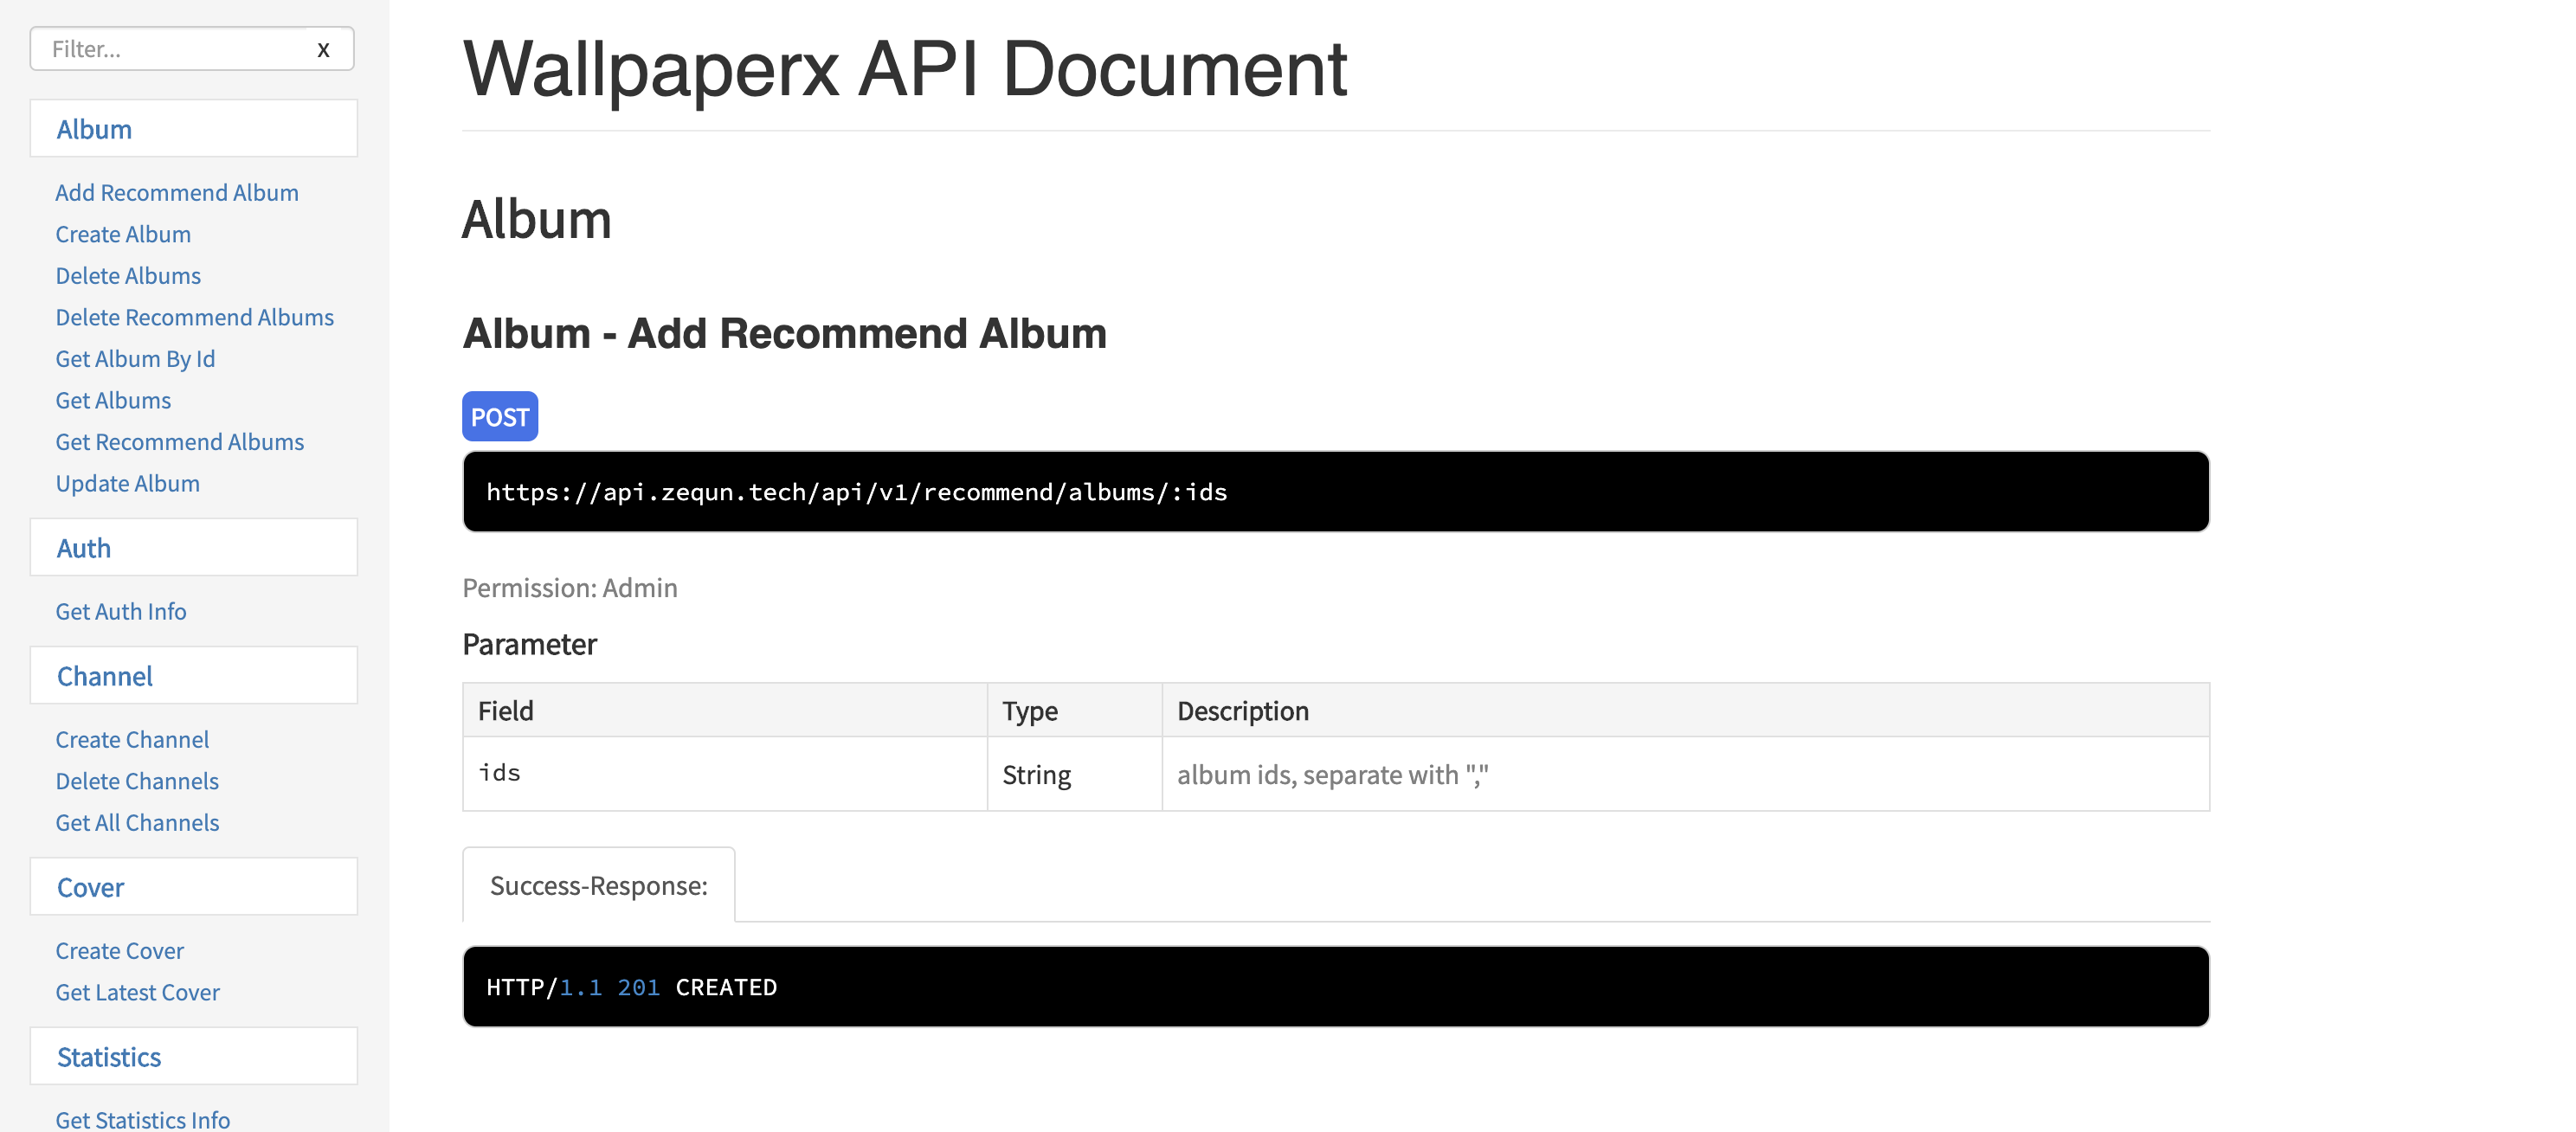 Filter...
x
Album
Add Recommend Album
Create Album
Delete Albums
Delete Recommend Albums
Get Album By Id
Get Albums
Get Recommend Albums
Update Album
Auth
Get Auth Info
Channel
Create Channel
Delete Channels
Get All Channels
Cover
Create Cover
Get Latest Cover
Statistics
Get Statistics Info
Wallpaperx API Document
Album
Album - Add Recommend Album
POST
https://api.zequn.tech/api/v1/recommend/albums/:ids
Permission: Admin
Parameter
Field Type Description
ids String album ids, separate with ","
Success-Response:
HTTP/1.1 201 CREATED